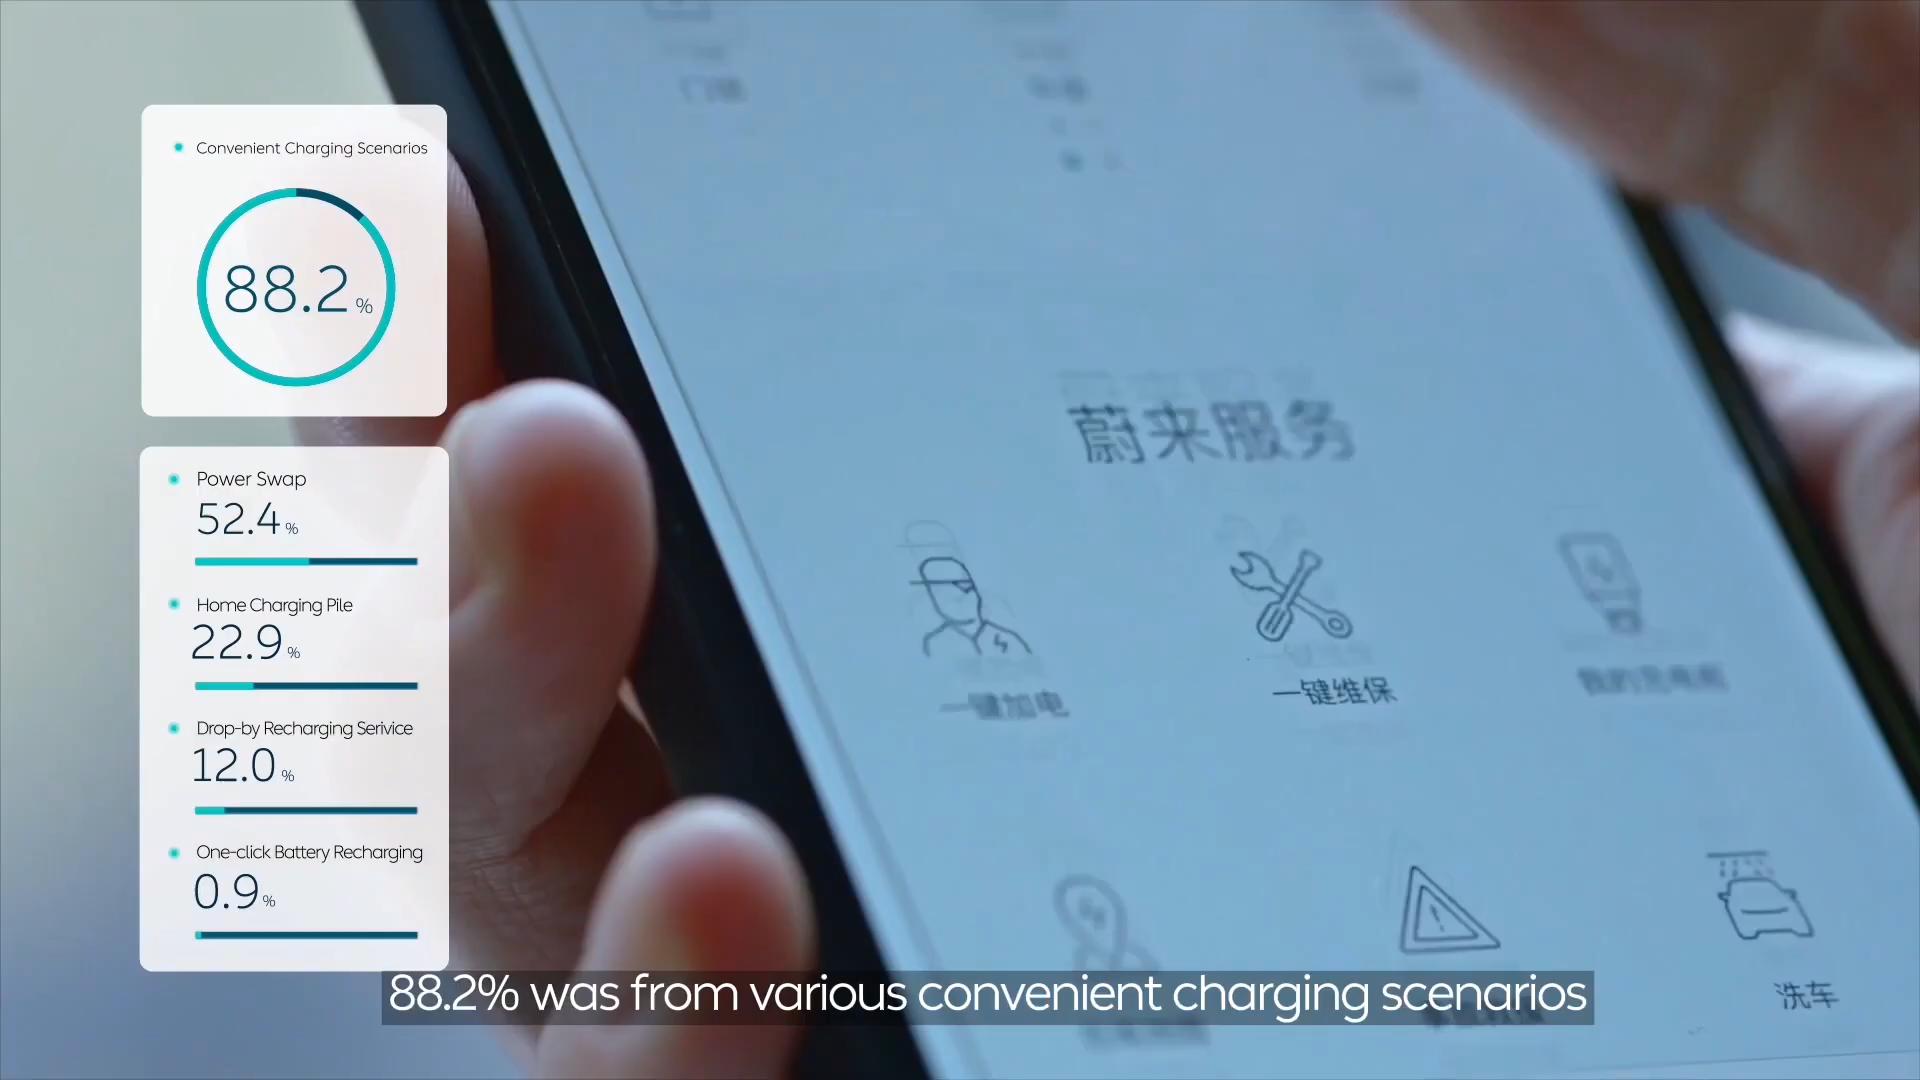 Convenient Charging Scenarios
88.2 %
Power Swap
52.4 %
Home Charging Pile
22.9 %
Drop-by Recharging Serivice
12.0 %
One-click Battery Recharging
0.9 %
蔚来服务
一键加电
一键维保
洗车
88.2% was from various convenient charging scenarios